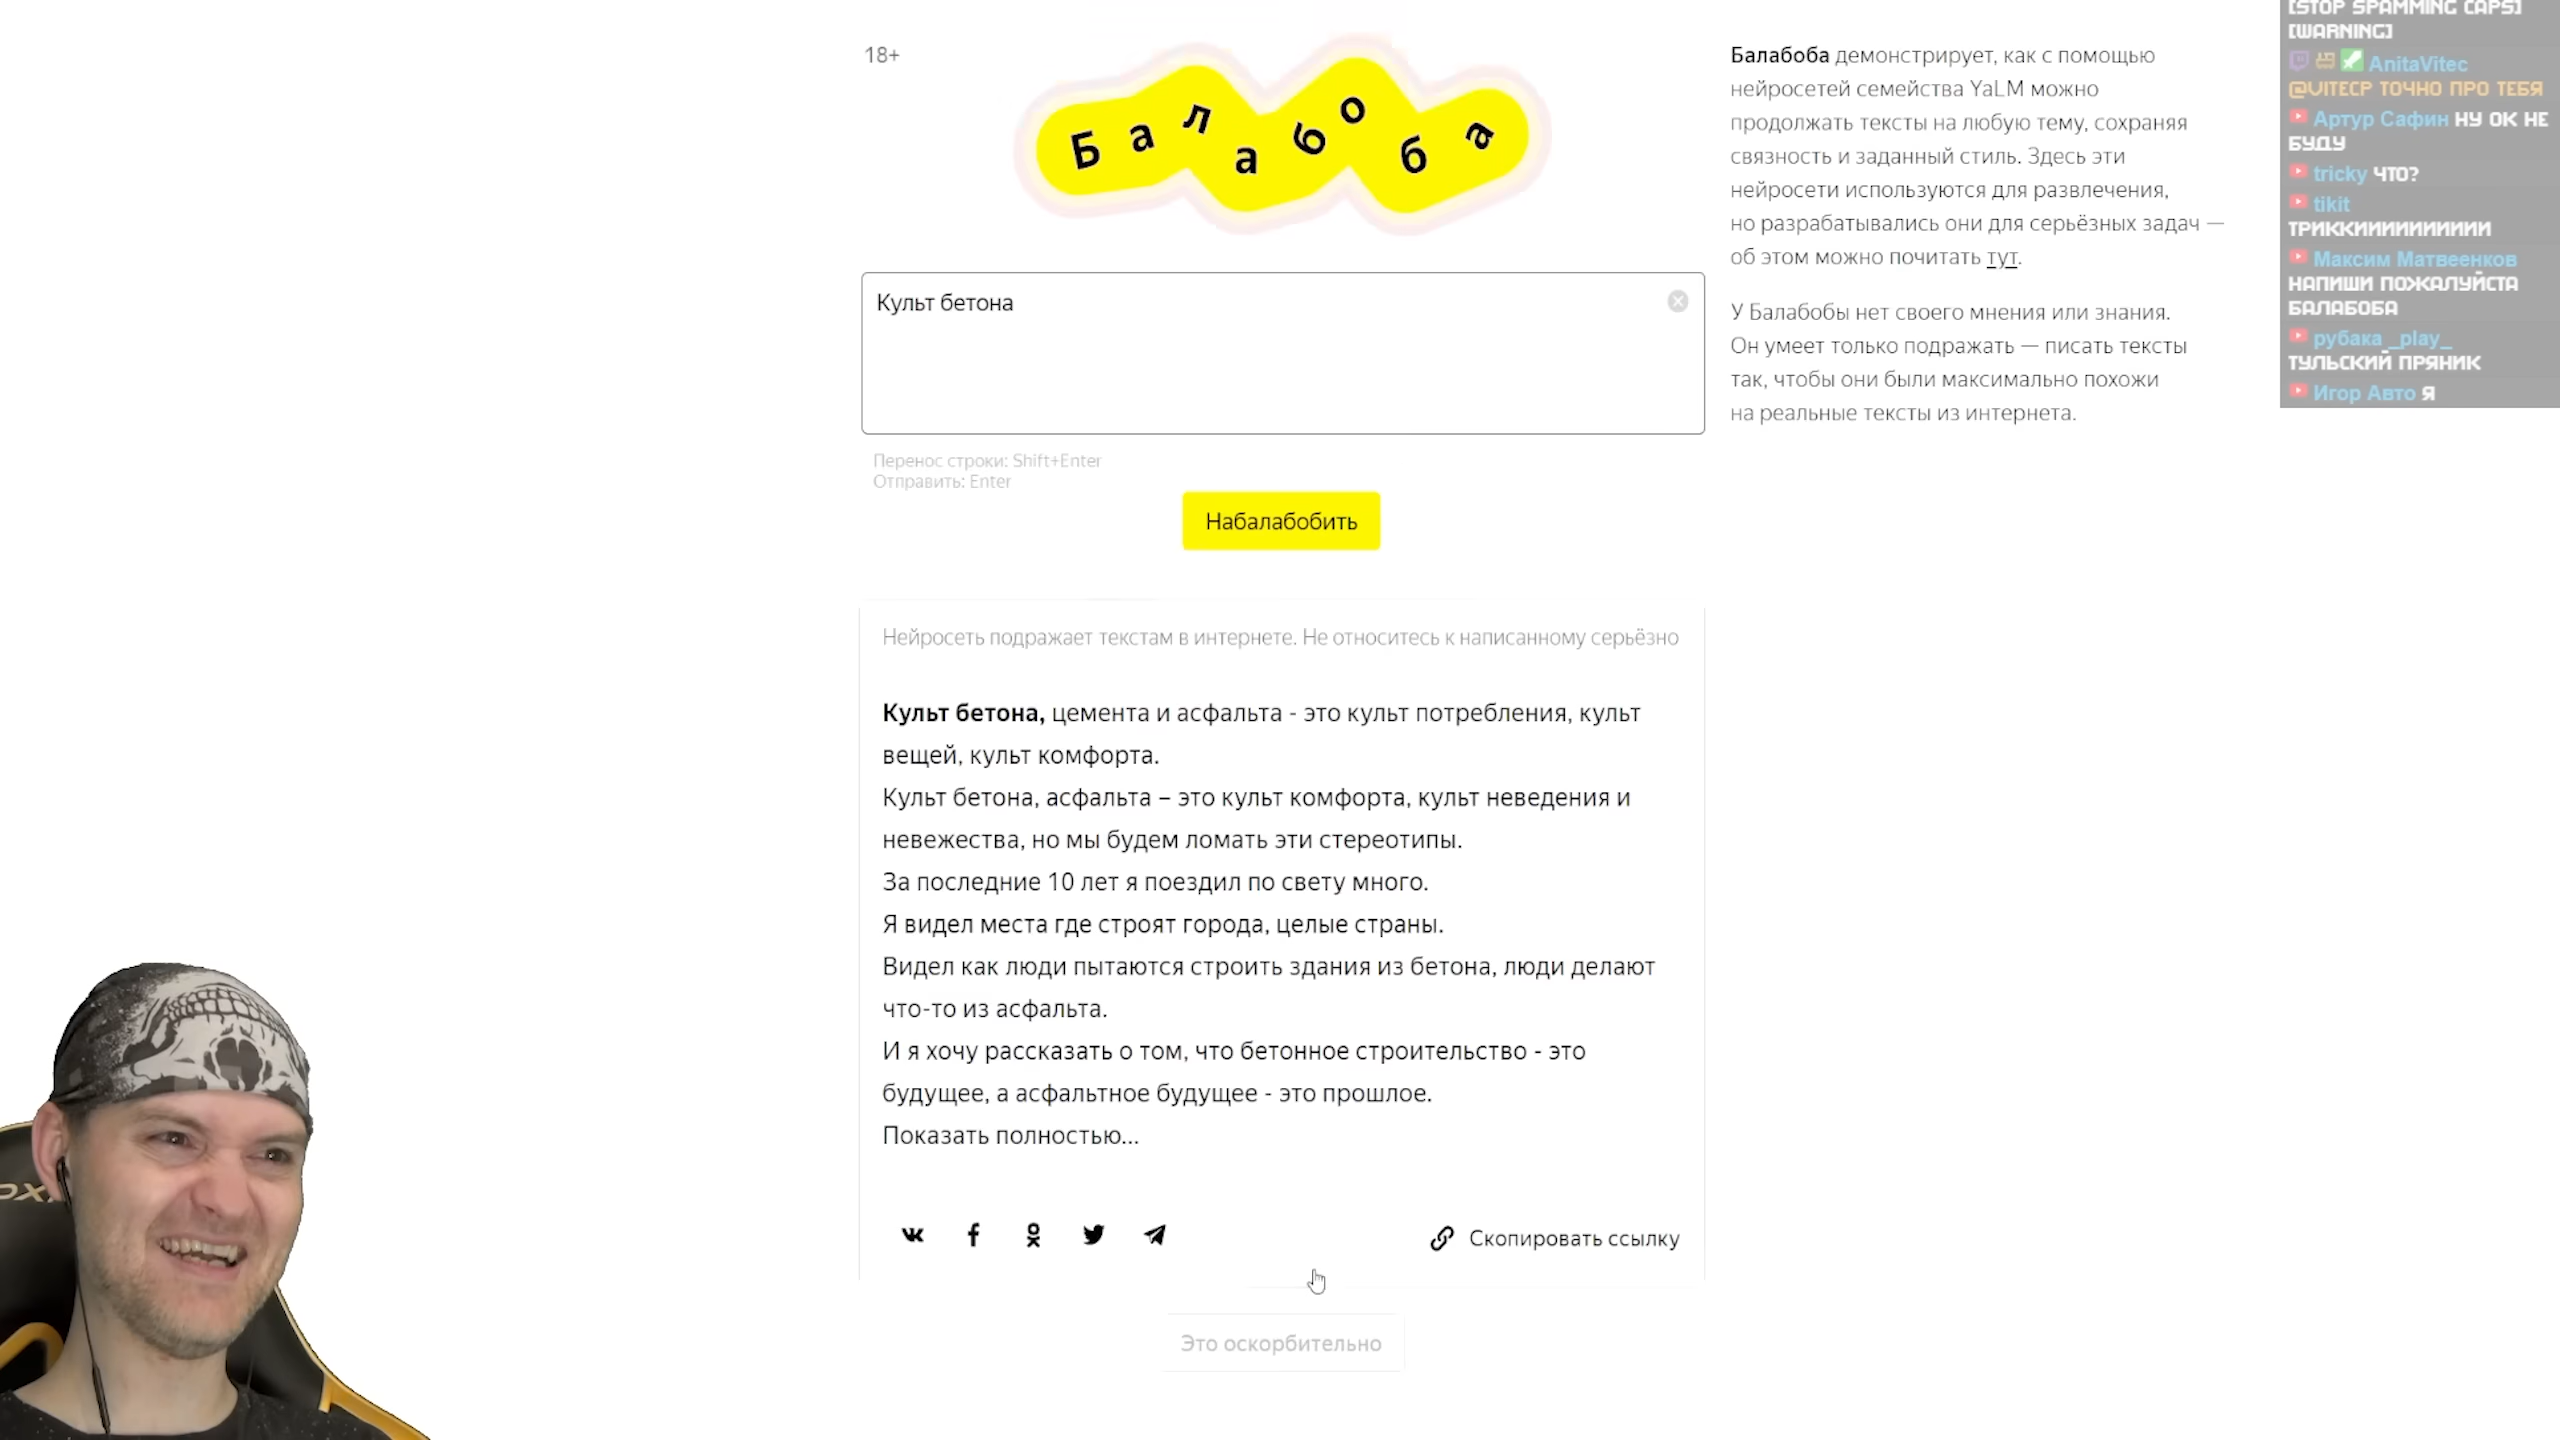 18+
Балабоба
Культ бетона
Перенос строки: Shift+Enter
Отправить: Enter
Набалабобить
Нейросеть подражает текстам в интернете. Не относитесь к написанному серьёзно
Культ бетона, цемента и асфальта - это культ потребления, культ
вещей, культ комфорта.
Культ бетона, асфальта – это культ комфорта, культ неведения и
невежества, но мы будем ломать эти стереотипы.
За последние 10 лет я поездил по свету много.
Я видел места где строят города, целые страны.
Видел как люди пытаются строить здания из бетона, люди делают
что-то из асфальта.
И я хочу рассказать о том, что бетонное строительство - это
будущее, а асфальтное будущее - это прошлое.
Показать полностью...
Скопировать ссылку
Это оскорбительно
Балабоба демонстрирует, как с помощью
нейросетей семейства YaLM можно
продолжать тексты на любую тему, сохраняя
связность и заданный стиль. Здесь эти
нейросети используются для развлечения,
но разрабатывались они для серьёзных задач —
об этом можно почитать тут.
У Балабобы нет своего мнения или знания.
Он умеет только подражать — писать тексты
так, чтобы они были максимально похожи
на реальные тексты из интернета.
[STOP SPAMMING CAPS]
[WARNING]
AnitaVitec
@VITECP ТОЧНО ПРО ТЕБЯ
Артур Сафин НУ ОК НЕ
БУДУ
tricky ЧТО?
tikit
ТРИККИИИИИИИИИИ
Максим Матвеенков
НАПИШИ ПОЖАЛУЙСТА
БАЛАБОБА
рубака _play_
ТУЛЬСКИЙ ПРЯНИК
Игор Авто Я